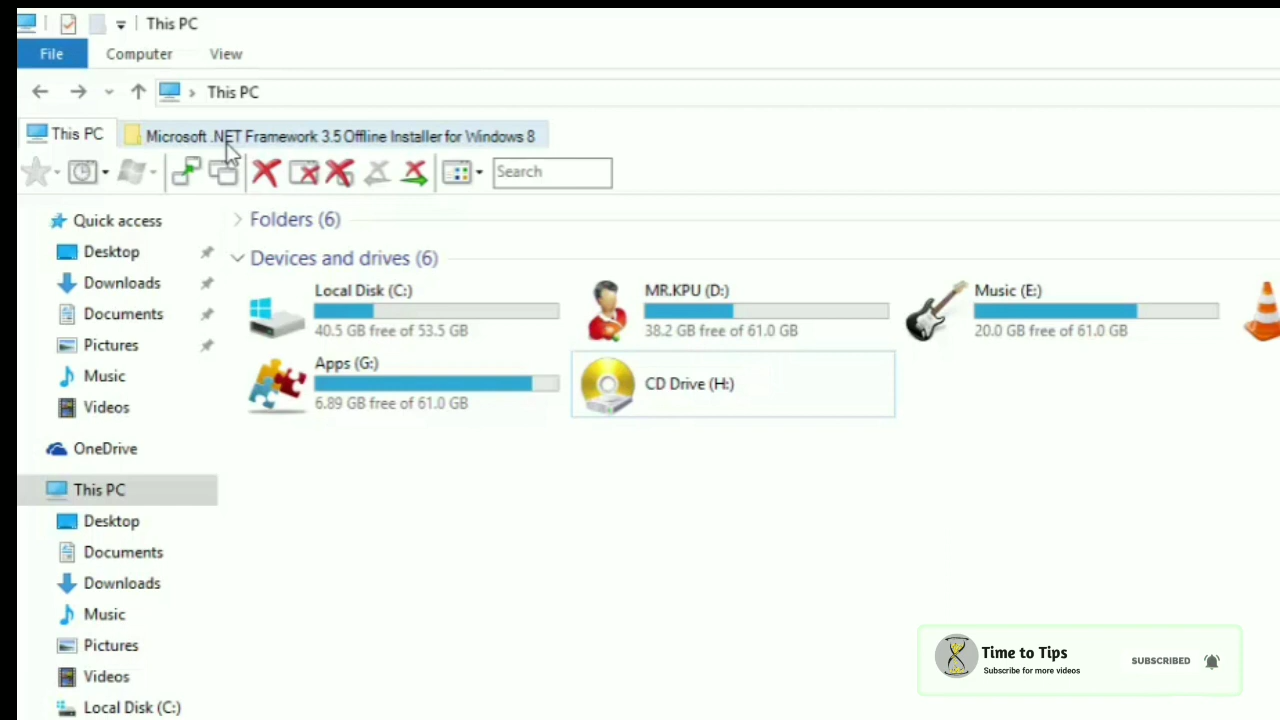 This PC
File Computer View
This PC
This PC Microsoft .NET Framework 3.5 Offline Installer for Windows 8
Search
Quick access
Desktop
Downloads
Documents
Pictures
Music
Videos
OneDrive
This PC
Desktop
Documents
Downloads
Music
Pictures
Videos
Local Disk (C:)
Folders (6)
Devices and drives (6)
Local Disk (C:)
40.5 GB free of 53.5 GB
MR.KPU (D:)
38.2 GB free of 61.0 GB
Music (E:)
20.0 GB free of 61.0 GB
Apps (G:)
6.89 GB free of 61.0 GB
CD Drive (H:)
Time to Tips
Subscribe for more videos
SUBSCRIBED